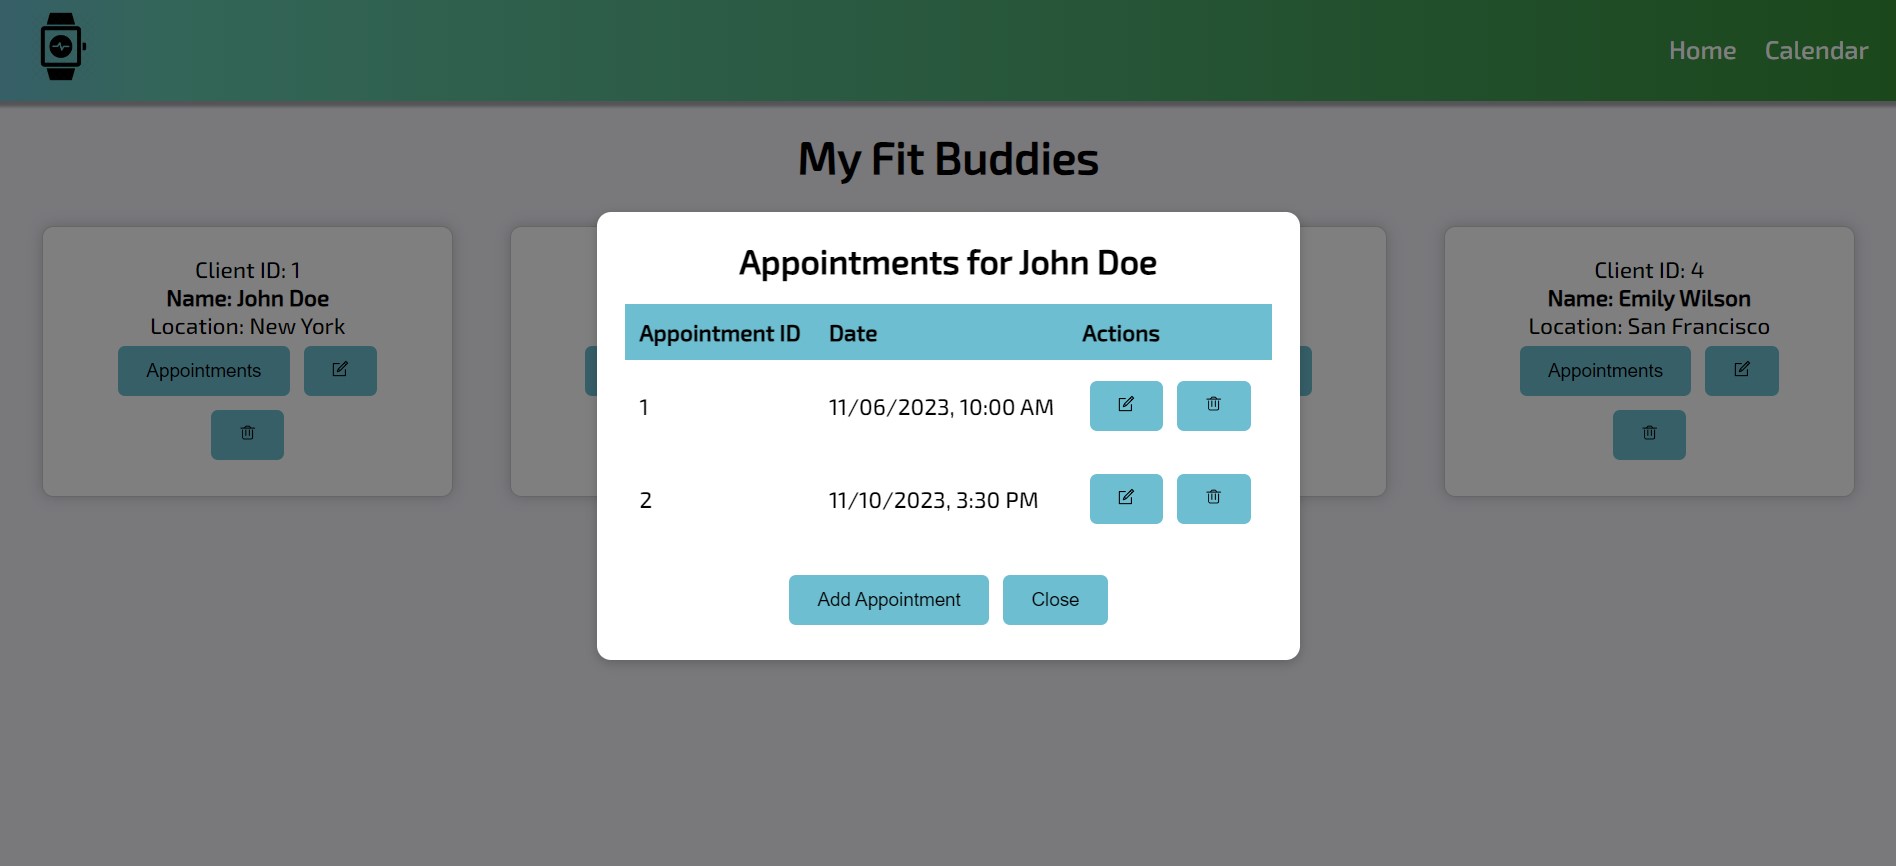 Home Calendar
My Fit Buddies
Client ID: 1
Name: John Doe
Location: New York
Appointments
Appointments for John Doe
Appointment ID Date Actions
1 11/06/2023, 10:00 AM
2 11/10/2023, 3:30 PM
Add Appointment Close
Client ID: 4
Name: Emily Wilson
Location: San Francisco
Appointments